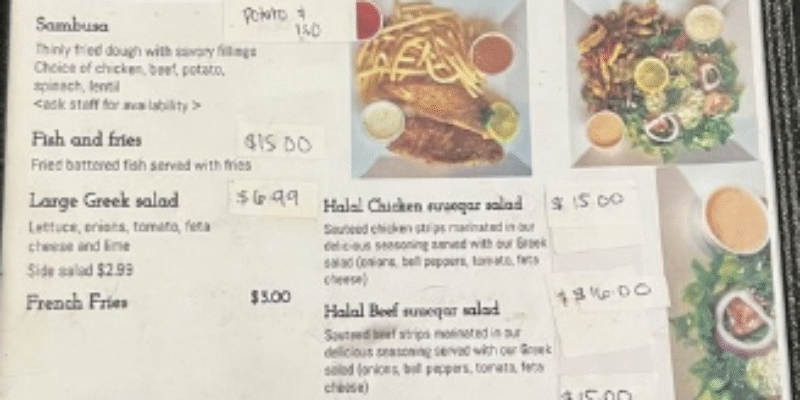 Sambusa
Potato $
1.50
Thinly fried dough with savory fillings
Choice of chicken, beef, potato,
spinach, lentil
<ask staff for availability >
Fish and fries
$15.00
Fried battered fish served with fries
Large Greek salad
$6.99
Lettuce, onions, tomato, feta
cheese and lime
Side salad $2.99
French Fries
$3.00
Halal Chicken suugar salad
$15.00
Sauteed chicken strips marinated in our
delicious seasoning served with our Greek
salad (onions, bell peppers, tomato, feta
cheese)
Halal Beef suugar salad
$16.00
Sauteed beef strips marinated in our
delicious seasoning served with our Greek
salad (onions, bell peppers, tomato, feta
cheese)
$15.00